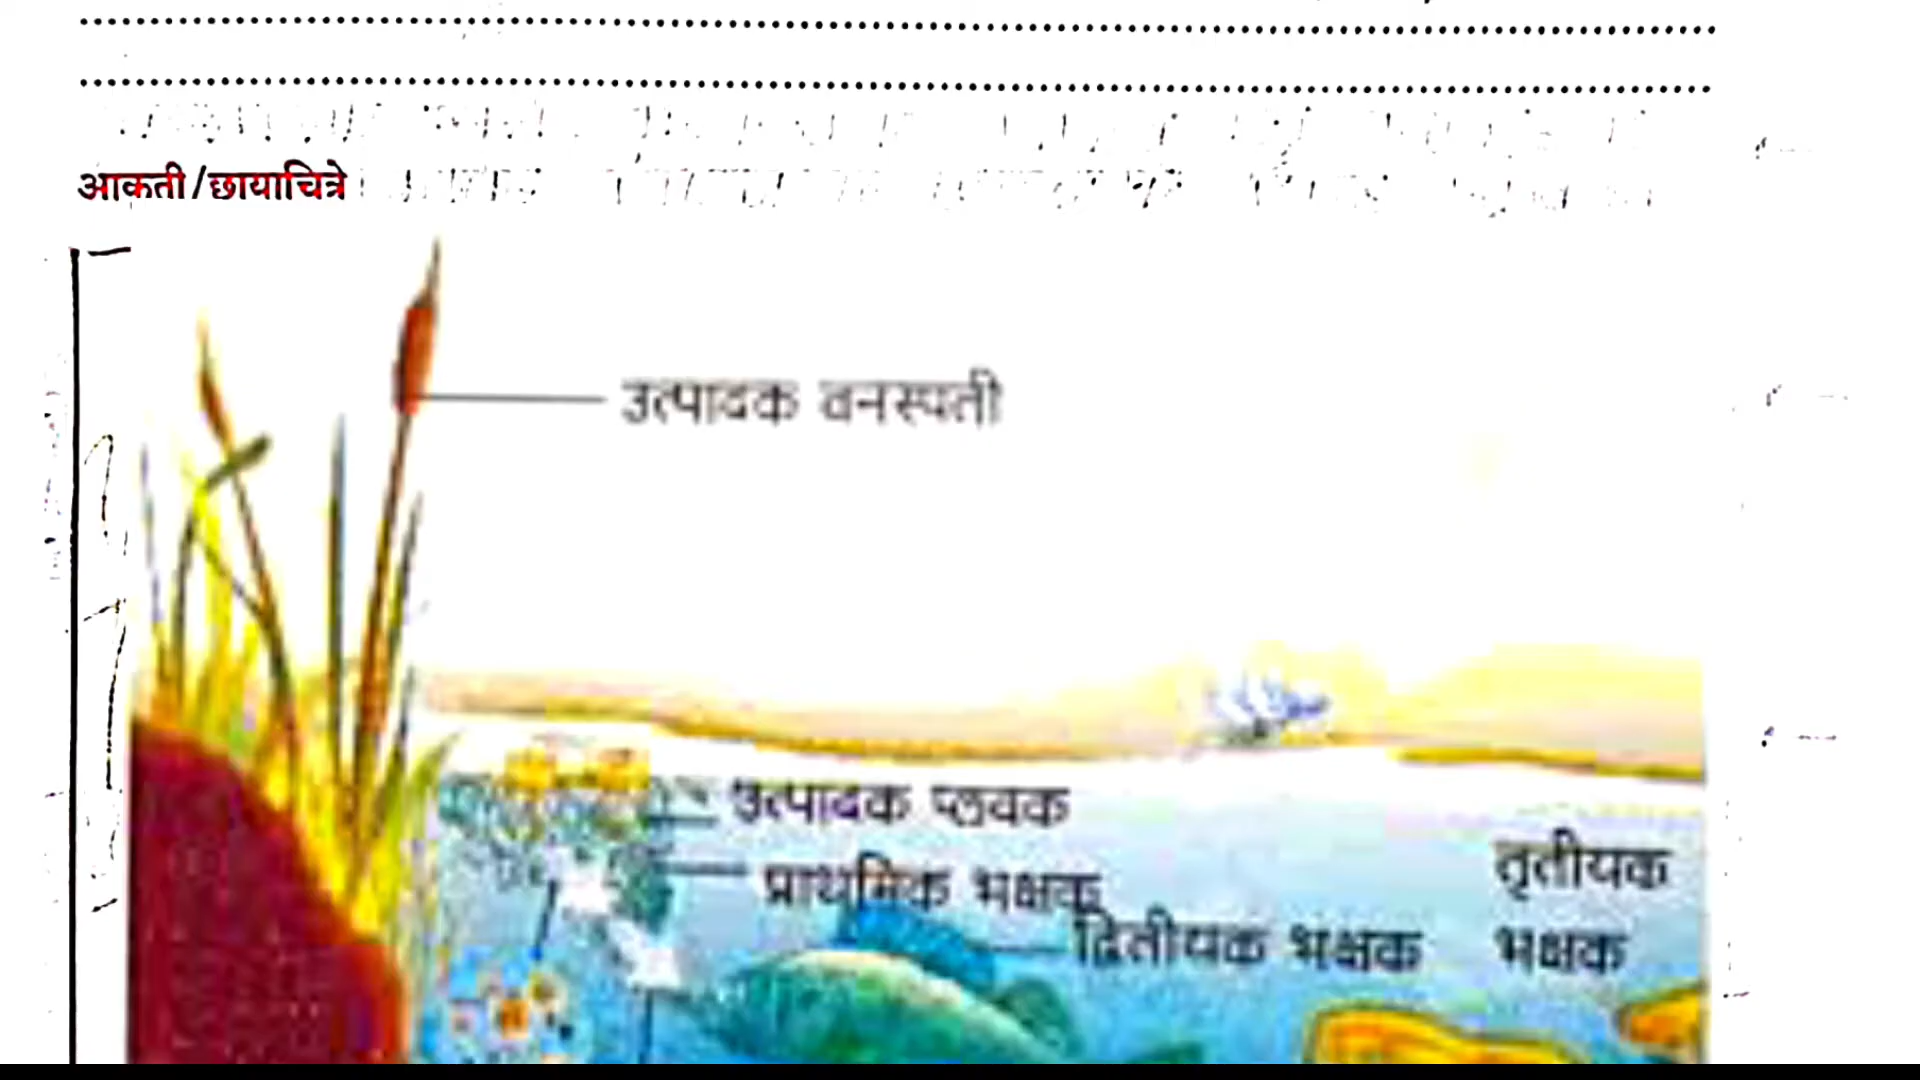 आकृती/छायाचित्रे
उत्पादक वनस्पती
उत्पादक प्लवक
प्राथमिक भक्षक
द्वितीयक भक्षक
तृतीयक
भक्षक